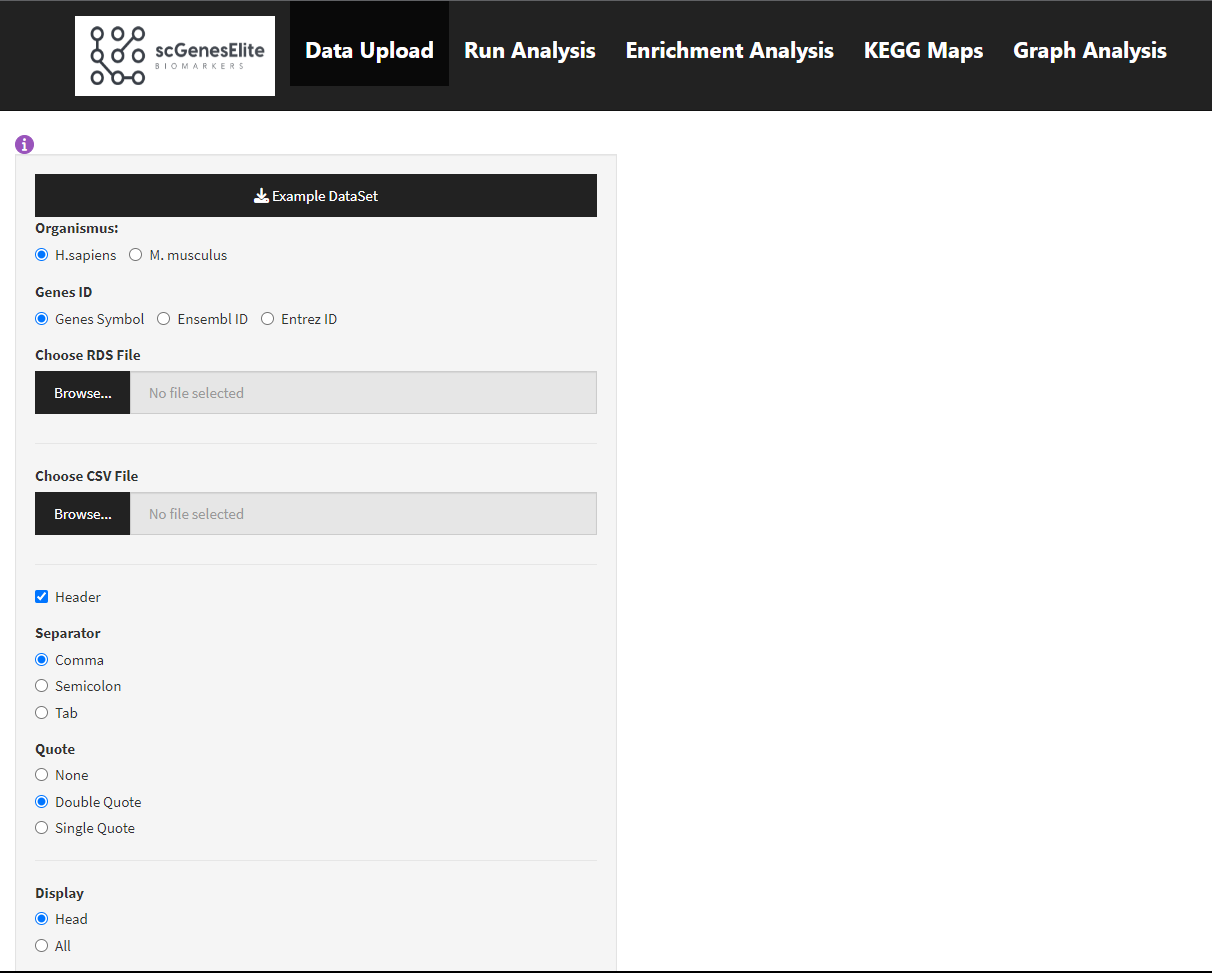 scGenesElite
BIOMARKERS
Data Upload Run Analysis Enrichment Analysis KEGG Maps Graph Analysis
i
Example DataSet
Organismus:
H.sapiens M. musculus
Genes ID
Genes Symbol Ensembl ID Entrez ID
Choose RDS File
Browse... No file selected
Choose CSV File
Browse... No file selected
Header
Separator
Comma
Semicolon
Tab
Quote
None
Double Quote
Single Quote
Display
Head
All